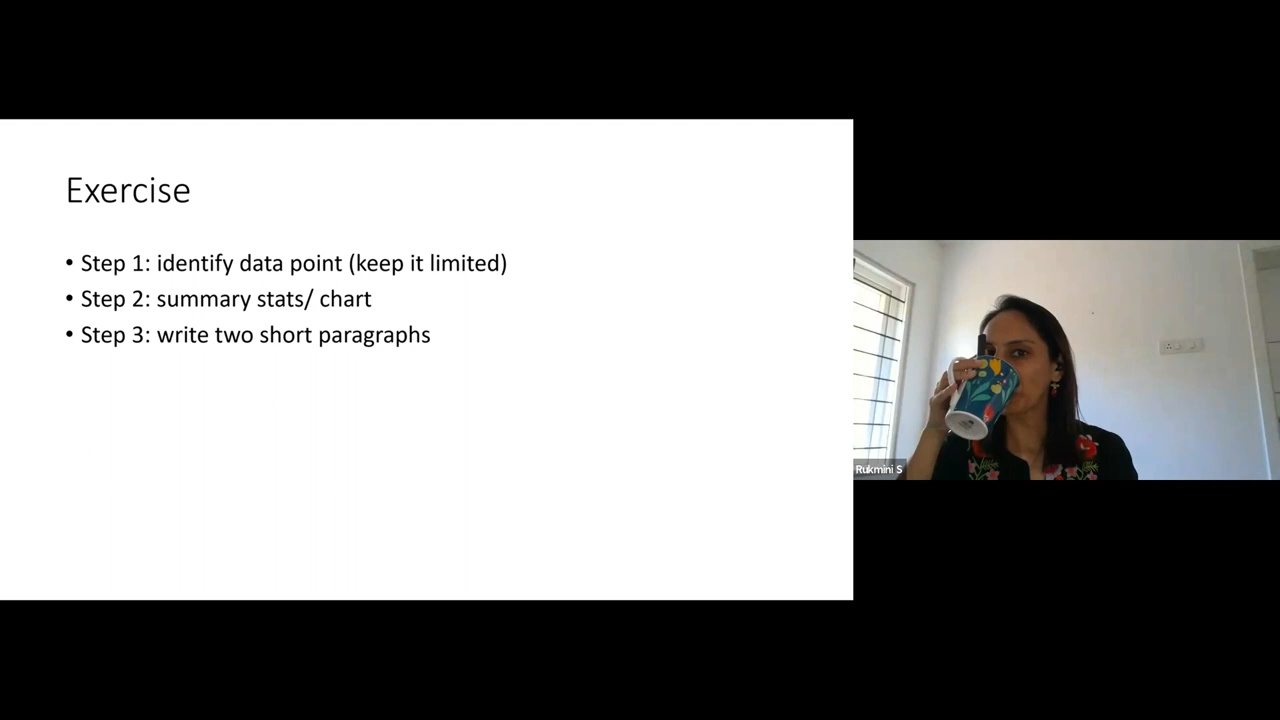 Exercise
• Step 1: identify data point (keep it limited)
• Step 2: summary stats/ chart
• Step 3: write two short paragraphs
Rukmini S